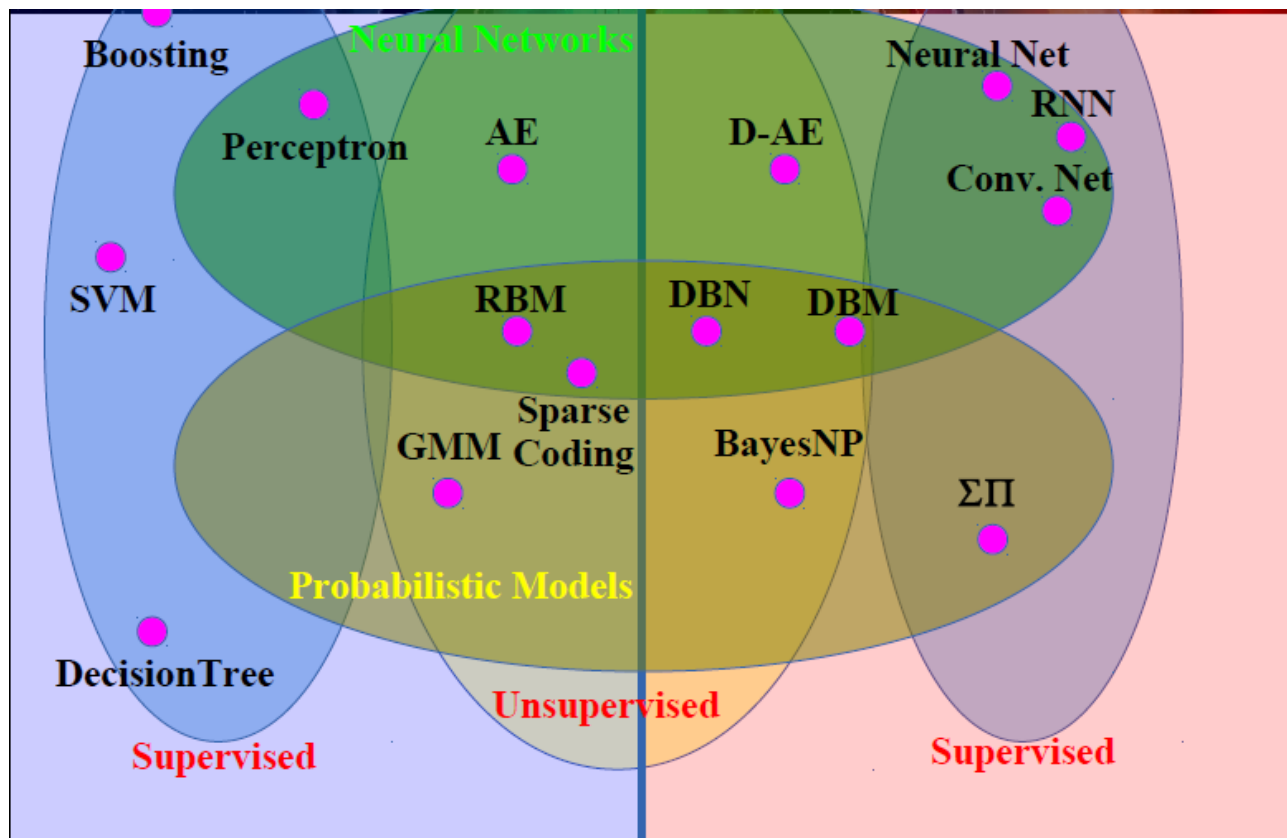 Neural Networks
Boosting
Neural Net
RNN
Perceptron
AE
D-AE
Conv. Net
SVM
RBM
DBN
DBM
Sparse
Coding
GMM
BayesNP
ΣΠ
Probabilistic Models
DecisionTree
Unsupervised
Supervised
Supervised